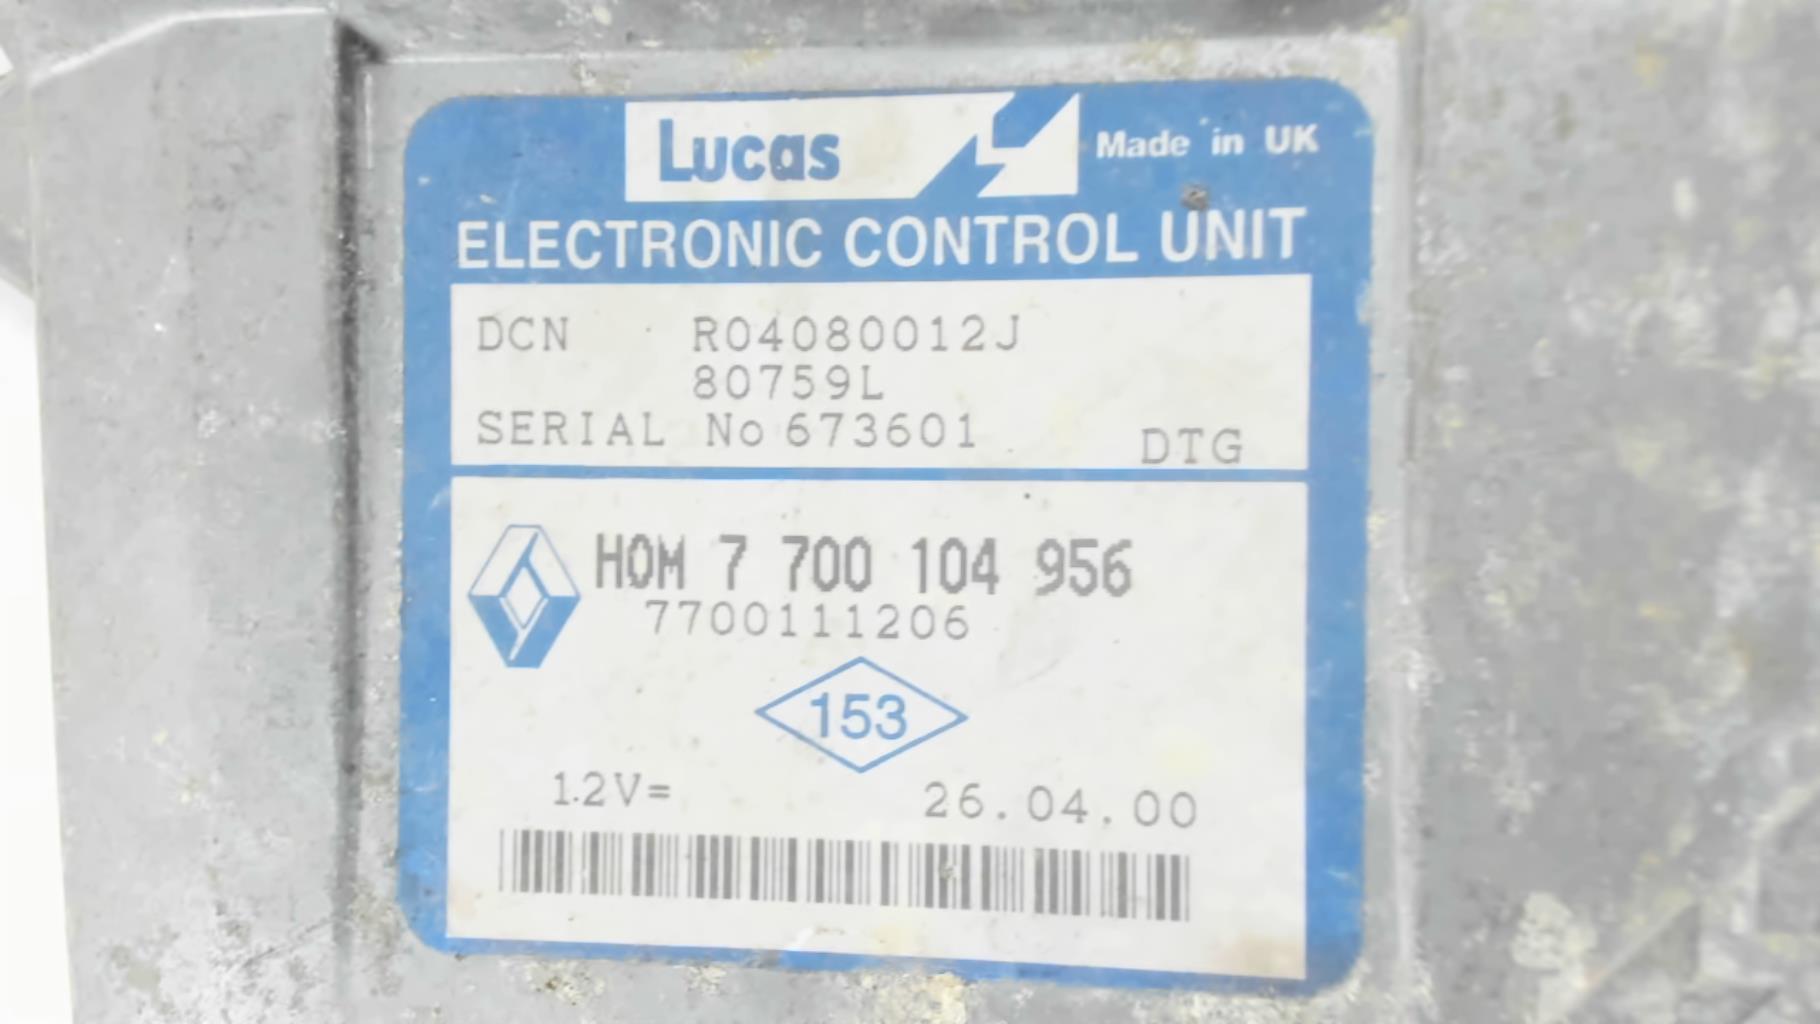 Lucas Made in UK
ELECTRONIC CONTROL UNIT
DCN R04080012J
80759L
SERIAL No 673601 DTG
HOM 7 700 104 956
7700111206
153
12V= 26.04.00